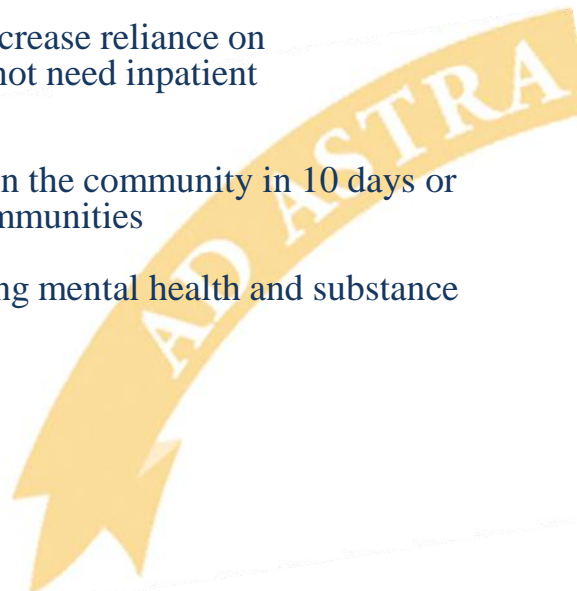 crease reliance on
not need inpatient
n the community in 10 days or
mmunities
ng mental health and substance
AD ASTRA